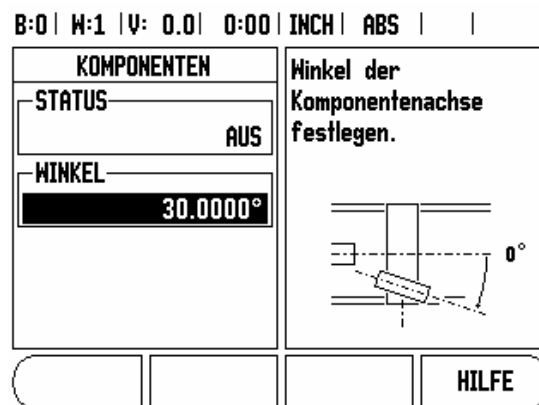 B:0 | W:1 | V: 0.0 | 0:00 | INCH | ABS | |
KOMPONENTEN
STATUS
AUS
WINKEL
30.0000°
Winkel der
Komponentenachse
festlegen.
0°
HILFE